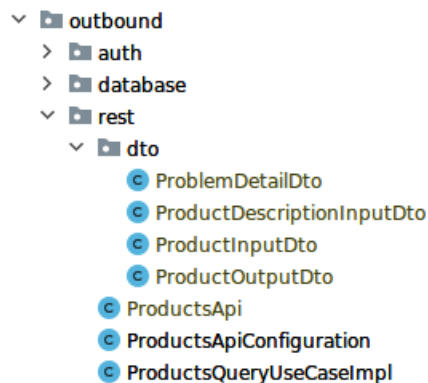 outbound
auth
database
rest
dto
ProblemDetailDto
ProductDescriptionInputDto
ProductInputDto
ProductOutputDto
ProductsApi
ProductsApiConfiguration
ProductsQueryUseCaseImpl